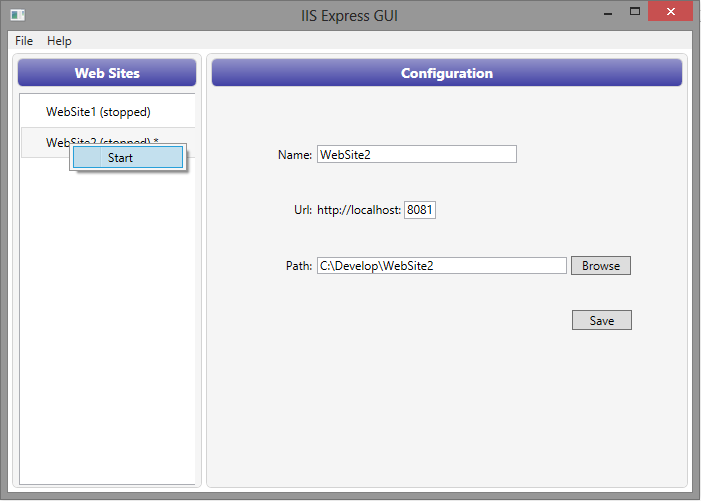 IIS Express GUI
File Help
Web Sites
Configuration
WebSite1 (stopped)
WebSite2 (stopped) *
Start
Name: WebSite2
Url: http://localhost: 8081
Path: C:\Develop\WebSite2 Browse
Save